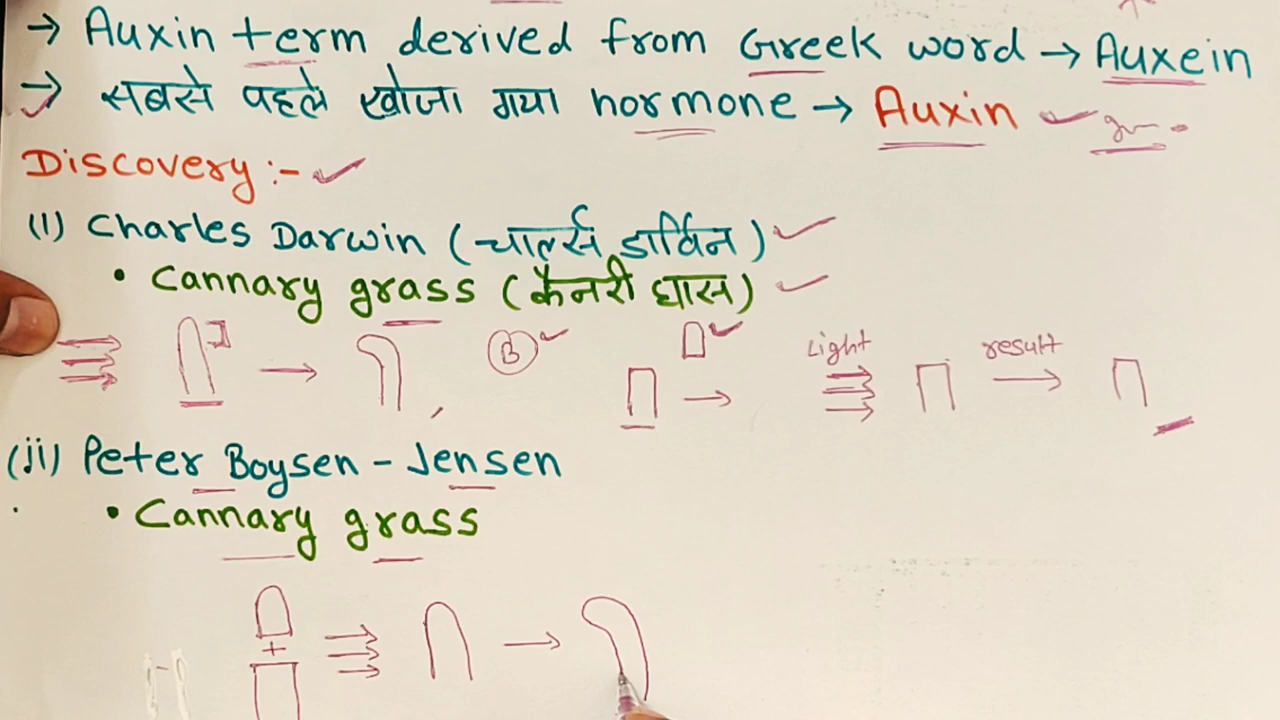 → Auxin term derived from Greek word → Auxein
→ सबसे पहले खोजा गया hormone → Auxin
Discovery :-
(i) Charles Darwin (चार्ल्स डार्विन)
• Cannary grass (कैनरी घास)
B
Light
result
(ii) Peter Boysen - Jensen
• Cannary grass
+